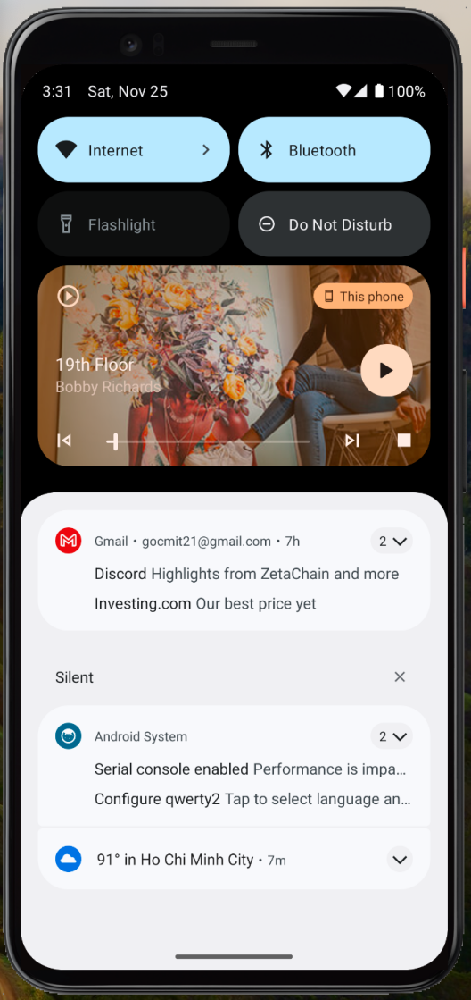 3:31 Sat, Nov 25 100%
Internet Bluetooth
Flashlight Do Not Disturb
This phone
19th Floor
Bobby Richards
Gmail • gocmit21@gmail.com • 7h 2
Discord Highlights from ZetaChain and more
Investing.com Our best price yet
Silent
Android System 2
Serial console enabled Performance is impa...
Configure qwerty2 Tap to select language an...
91° in Ho Chi Minh City • 7m